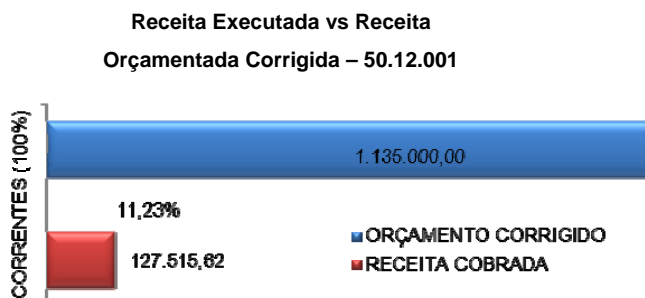 Receita Executada vs Receita
Orçamentada Corrigida – 50.12.001
CORRENTES (100%)
1.135.000,00
11,23%
127.515,62
ORÇAMENTO CORRIGIDO
RECEITA COBRADA